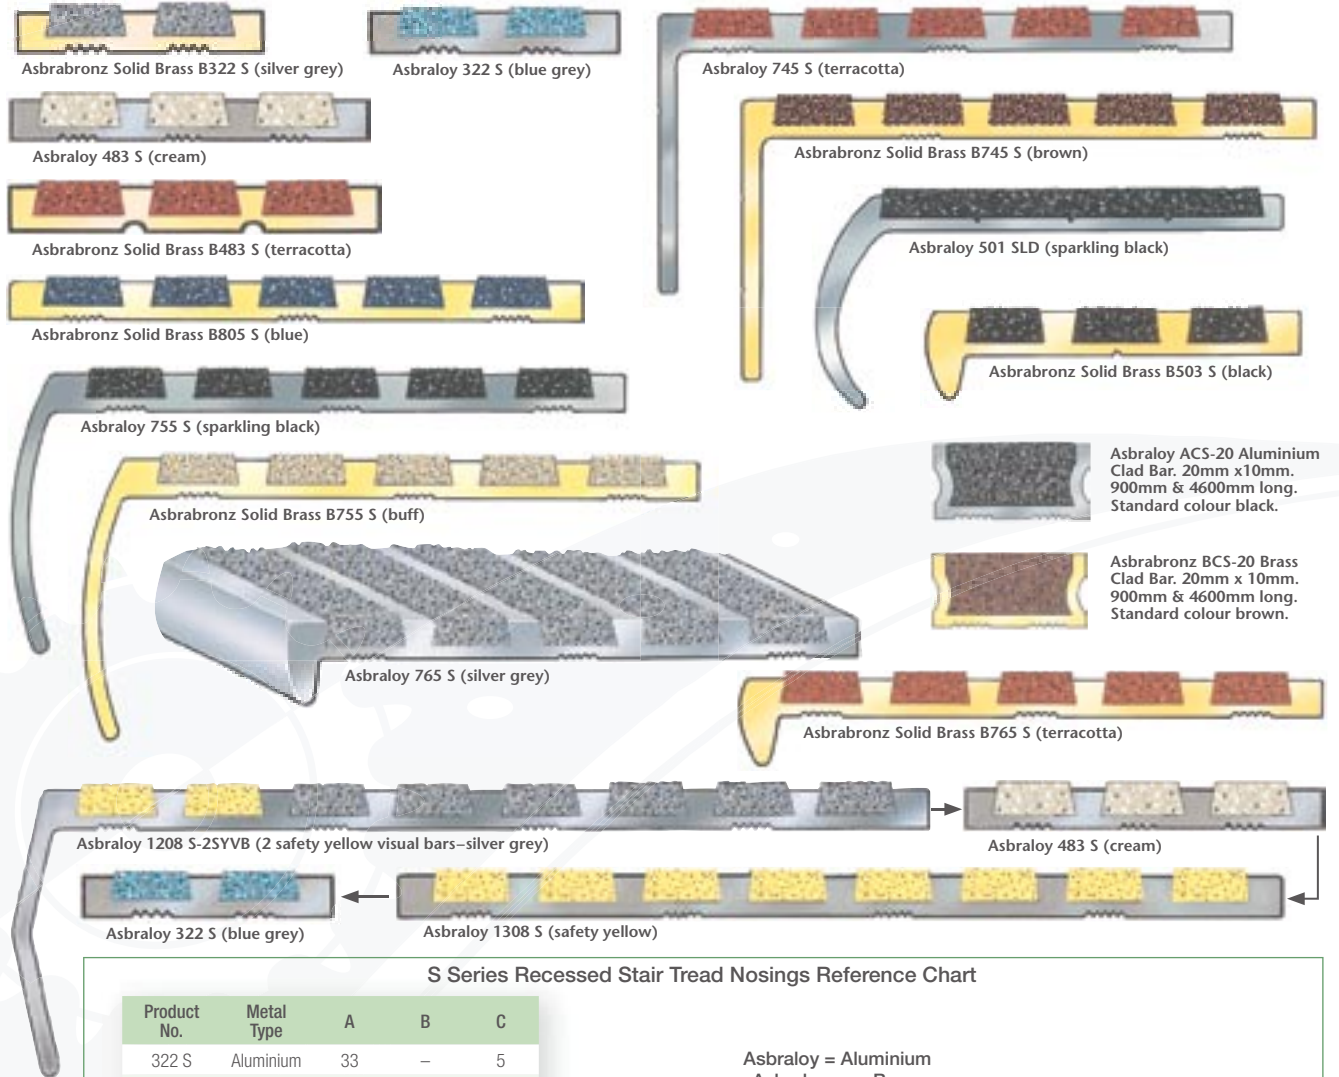 Asbrabronz Solid Brass B322 S (silver grey)
Asbraloy 322 S (blue grey)
Asbraloy 745 S (terracotta)
Asbraloy 483 S (cream)
Asbrabronz Solid Brass B745 S (brown)
Asbrabronz Solid Brass B483 S (terracotta)
Asbraloy 501 SLD (sparkling black)
Asbrabronz Solid Brass B805 S (blue)
Asbrabronz Solid Brass B503 S (black)
Asbraloy 755 S (sparkling black)
Asbraloy ACS-20 Aluminium
Clad Bar. 20mm x10mm.
900mm & 4600mm long.
Standard colour black.
Asbrabronz Solid Brass B755 S (buff)
Asbrabronz BCS-20 Brass
Clad Bar. 20mm x 10mm.
900mm & 4600mm long.
Standard colour brown.
Asbraloy 765 S (silver grey)
Asbrabronz Solid Brass B765 S (terracotta)
Asbraloy 1208 S-2SYVB (2 safety yellow visual bars–silver grey)
Asbraloy 483 S (cream)
Asbraloy 322 S (blue grey)
Asbraloy 1308 S (safety yellow)
S Series Recessed Stair Tread Nosings Reference Chart
Product No. Metal Type A B C
322 S Aluminium 33 – 5
Asbraloy = Aluminium